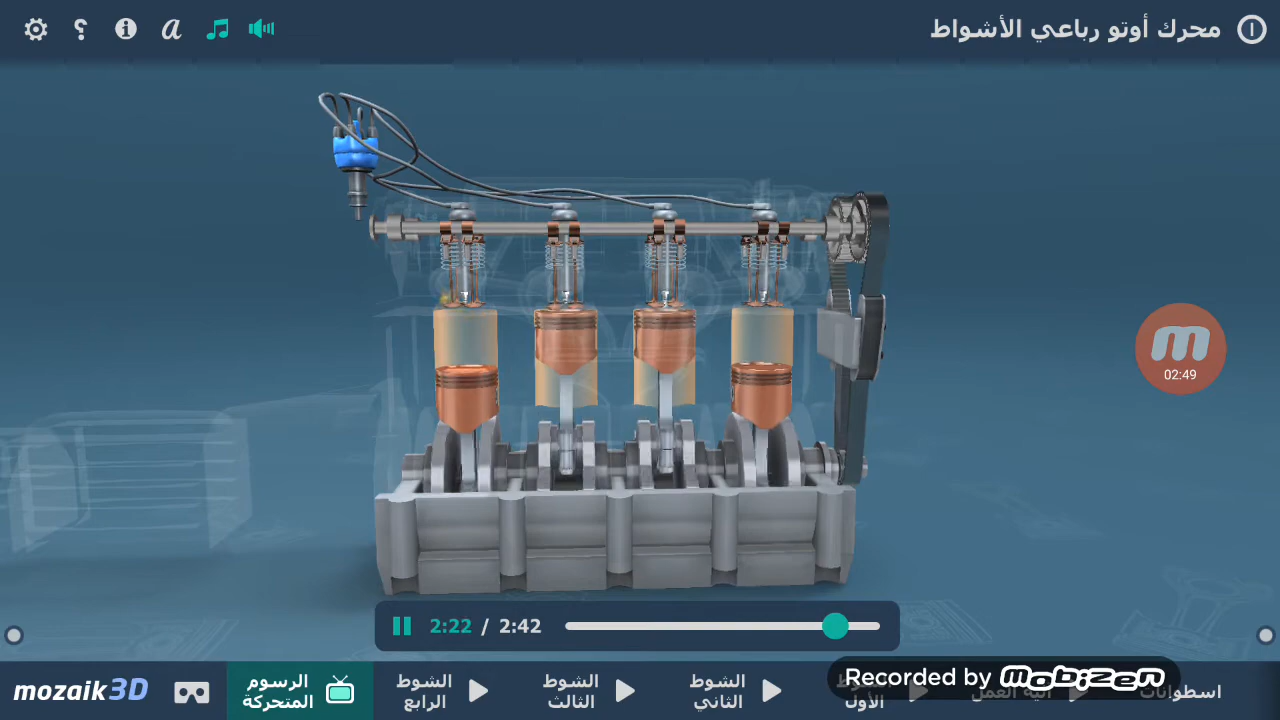 محرك أوتو رباعي الأشواط
02:49
2:22 / 2:42
mozaik3D
الرسوم
المتحركة
الشوط
الرابع
الشوط
الثالث
الشوط
الثاني
الأول
اسطوانات
Recorded by mobizen